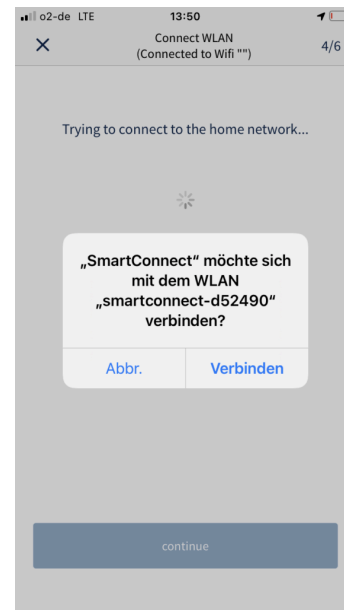 o2-de LTE 13:50
Connect WLAN
(Connected to Wifi "")
4/6
Trying to connect to the home network...
„SmartConnect“ möchte sich
mit dem WLAN
„smartconnect-d52490“
verbinden?
Abbr. Verbinden
continue